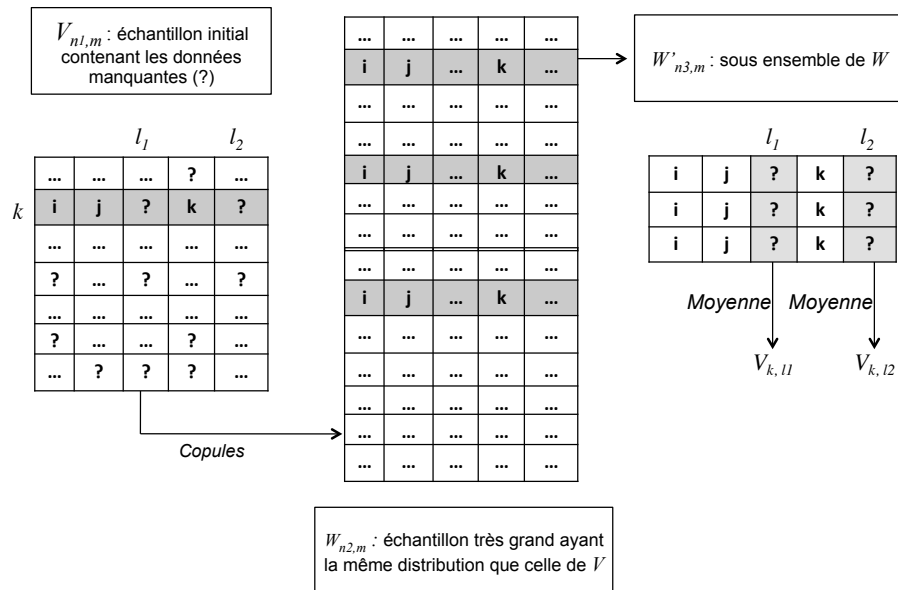 V_{n1,m} : échantillon initial
contenant les données
manquantes (?)
l_1 l_2
... ... ... ? ...
k
i j ? k ?
... ... ... ... ...
? ... ? ... ?
... ... ... ... ...
? ... ... ? ...
... ? ? ? ...
Copules
... ... ... ... ...
i j ... k ...
... ... ... ... ...
... ... ... ... ...
i j ... k ...
... ... ... ... ...
... ... ... ... ...
... ... ... ... ...
i j ... k ...
... ... ... ... ...
... ... ... ... ...
... ... ... ... ...
... ... ... ... ...
... ... ... ... ...
W_{n2,m} : échantillon très grand ayant
la même distribution que celle de V
W'_{n3,m} : sous ensemble de W
l_1 l_2
i j ? k ?
i j ? k ?
i j ? k ?
Moyenne Moyenne
V_{k, l1} V_{k, l2}